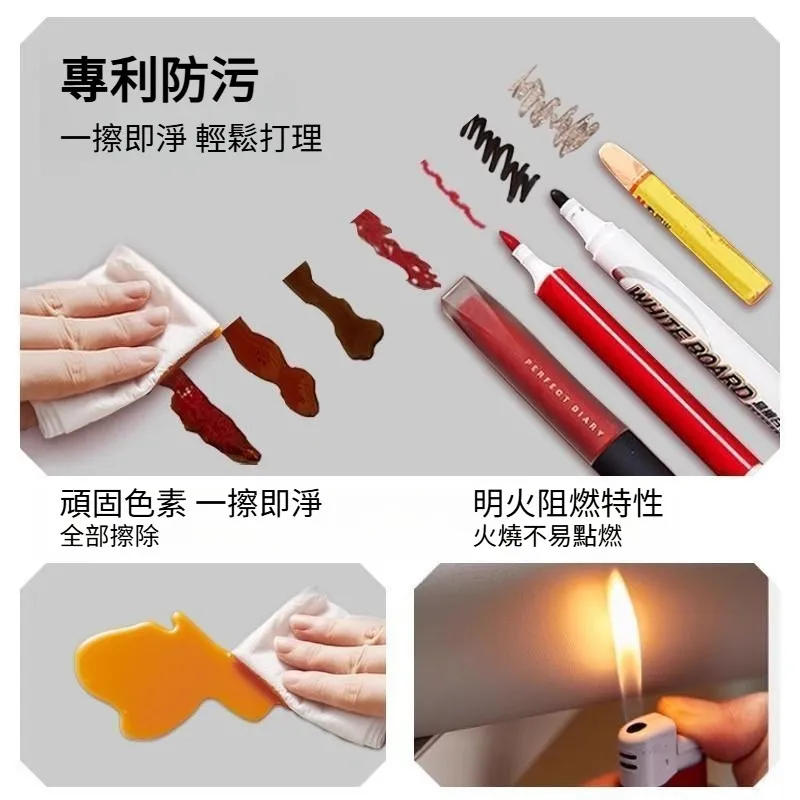 專利防污
一擦即淨 輕鬆打理
WHITE BOARD
PERFECT DIARY
頑固色素 一擦即淨
全部擦除
明火阻燃特性
火燒不易點燃